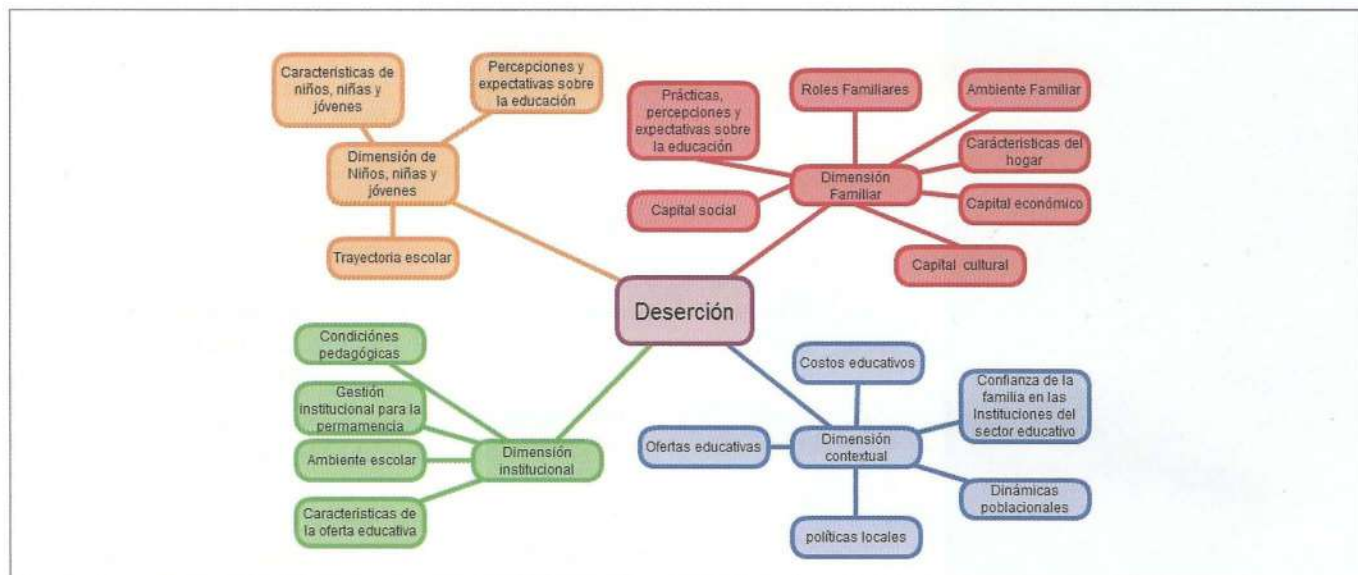 Características de
niños, niñas y
jóvenes
Percepciones y
expectativas sobre
la educación
Dimensión de
Niños, niñas y
jóvenes
Trayectoria escolar
Prácticas,
percepciones y
expectativas sobre
la educación
Roles Familiares
Ambiente Familiar
Carácteristicas del
hogar
Dimensión
Familiar
Capital social
Capital económico
Capital cultural
Deserción
Condiciónes
pedagógicas
Gestión
institucional para la
permamencia
Ambiente escolar
Dimensión
institucional
Caracteristicas de
la oferta educativa
Costos educativos
Confianza de la
familia en las
Instituciones del
sector educativo
Ofertas educativas
Dimensión
contextual
Dinámicas
poblacionales
políticas locales